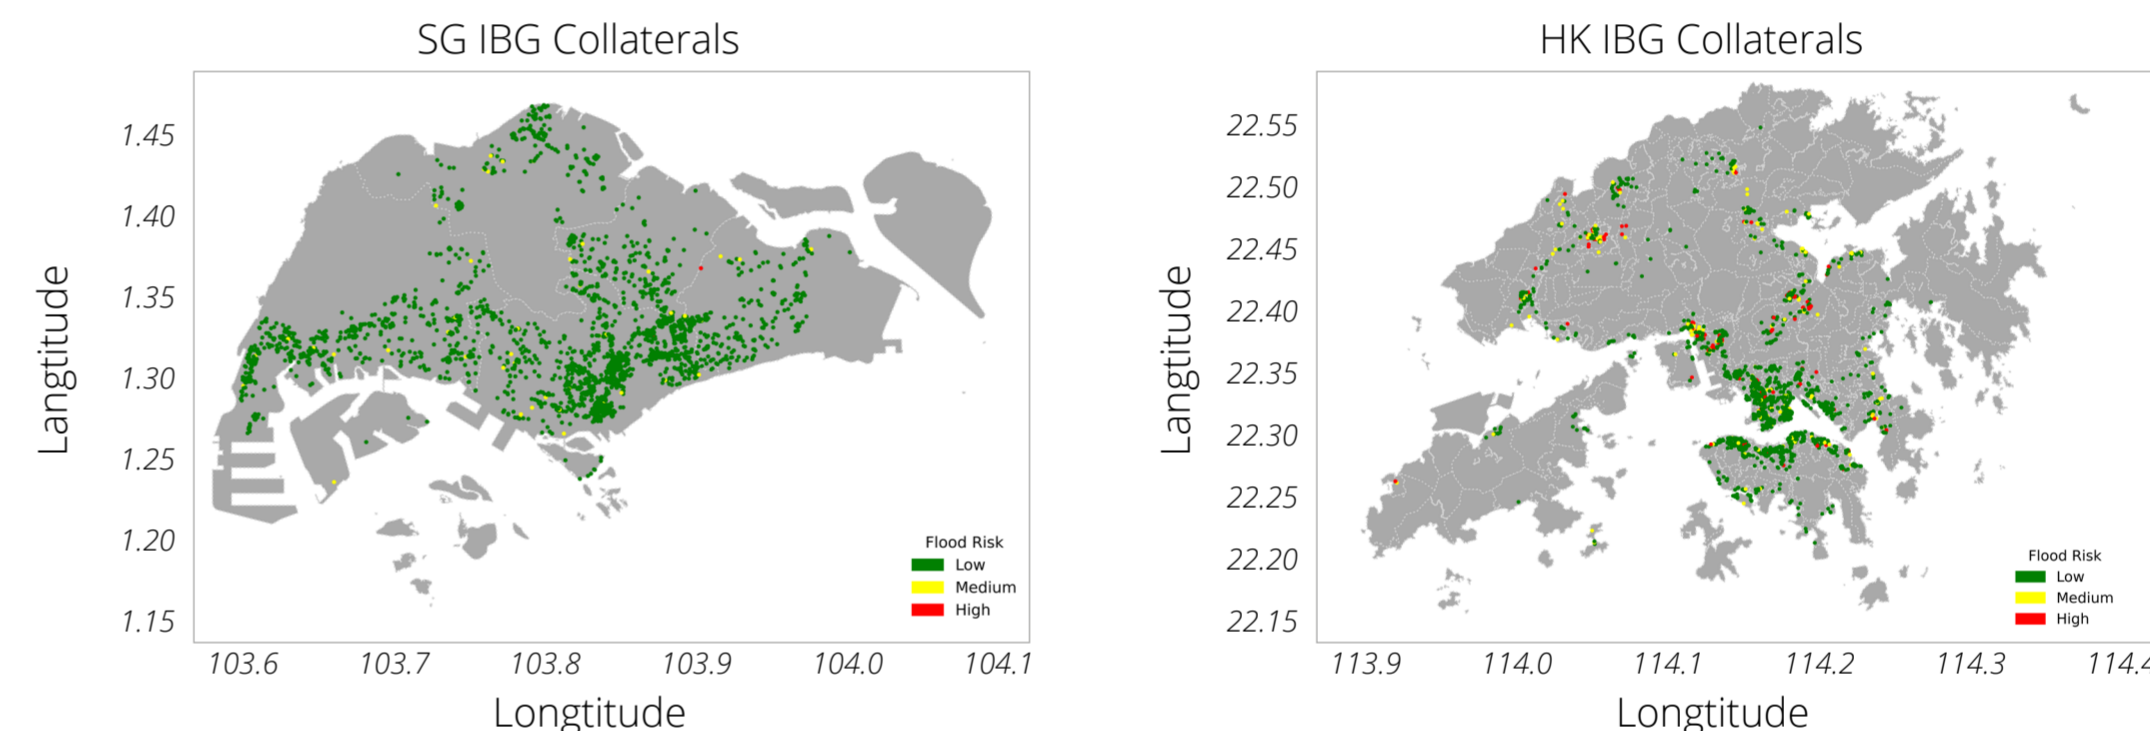 SG IBG Collaterals
Langtitude
1.45
1.40
1.35
1.30
1.25
1.20
1.15
Flood Risk
Low
Medium
High
103.6 103.7 103.8 103.9 104.0 104.1
Longtitude
HK IBG Collaterals
Langtitude
22.55
22.50
22.45
22.40
22.35
22.30
22.25
22.20
22.15
Flood Risk
Low
Medium
High
113.9 114.0 114.1 114.2 114.3 114.4
Longtitude